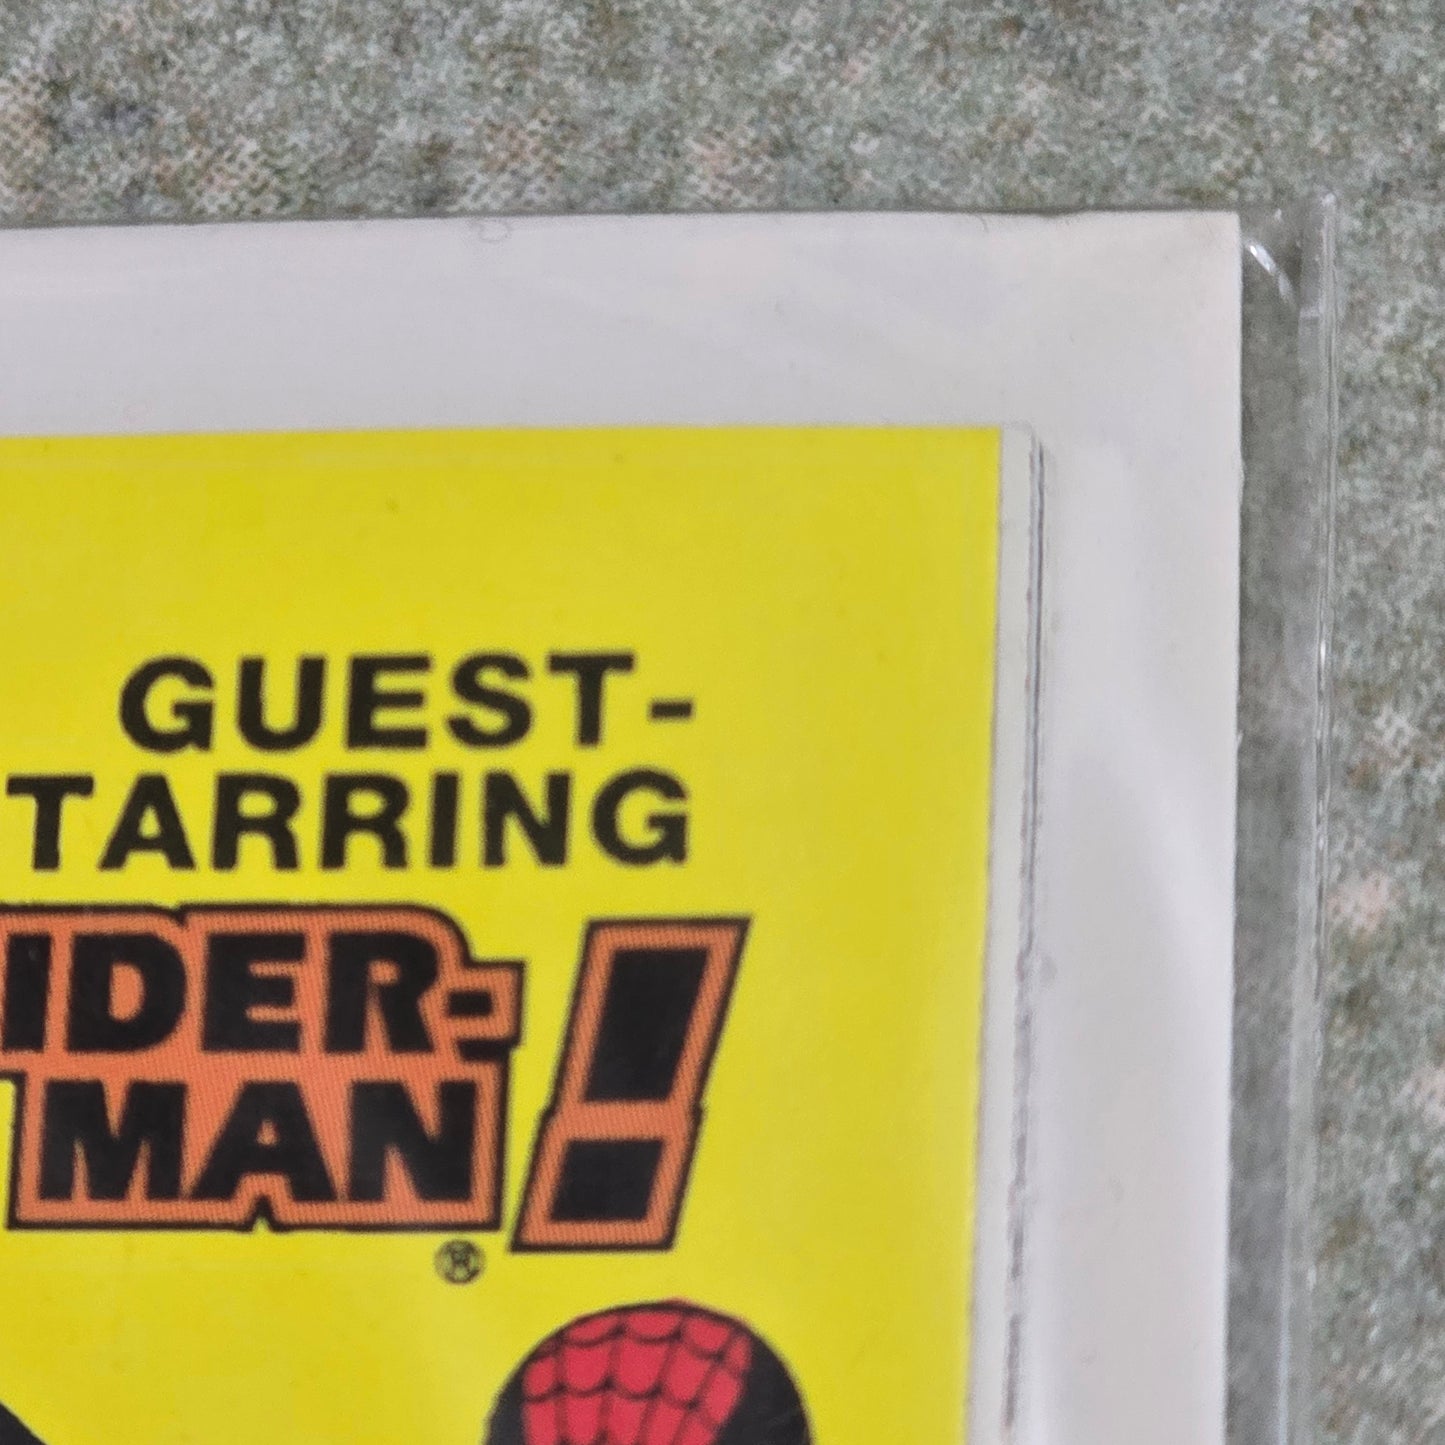 GUEST-
TARRING
IDER-
MAN!
®